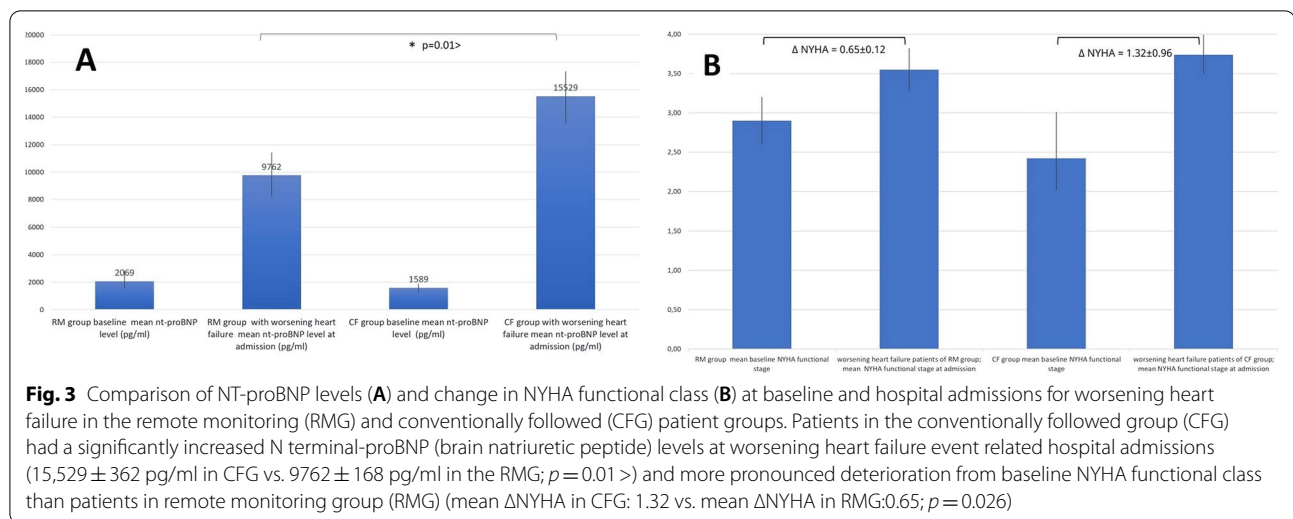 20000
18000
16000
14000
12000
10000
8000
6000
4000
2000
0
A
* p=0.01>
2069
9762
1589
15529
RM group baseline mean nt-proBNP level (pg/ml)
RM group with worsening heart failure mean nt-proBNP level at admission (pg/ml)
CF group baseline mean nt-proBNP level (pg/ml)
CF group with worsening heart failure mean nt-proBNP level at admission (pg/ml)
4,00
3,50
3,00
2,50
2,00
1,50
1,00
0,50
0,00
B
Δ NYHA = 0.65±0.12
Δ NYHA = 1.32±0.96
RM group mean baseline NYHA functional stage
worsening heart failure patients of RM group; mean NYHA functional stage at admission
CF group mean baseline NYHA functional stage
worsening heart failure patients of CF group; mean NYHA functional stage at admission
Fig. 3 Comparison of NT-proBNP levels (A) and change in NYHA functional class (B) at baseline and hospital admissions for worsening heart
failure in the remote monitoring (RMG) and conventionally followed (CFG) patient groups. Patients in the conventionally followed group (CFG)
had a significantly increased N terminal-proBNP (brain natriuretic peptide) levels at worsening heart failure event related hospital admissions
(15,529 ± 362 pg/ml in CFG vs. 9762 ± 168 pg/ml in the RMG; p = 0.01 >) and more pronounced deterioration from baseline NYHA functional class
than patients in remote monitoring group (RMG) (mean ΔNYHA in CFG: 1.32 vs. mean ΔNYHA in RMG:0.65; p = 0.026)